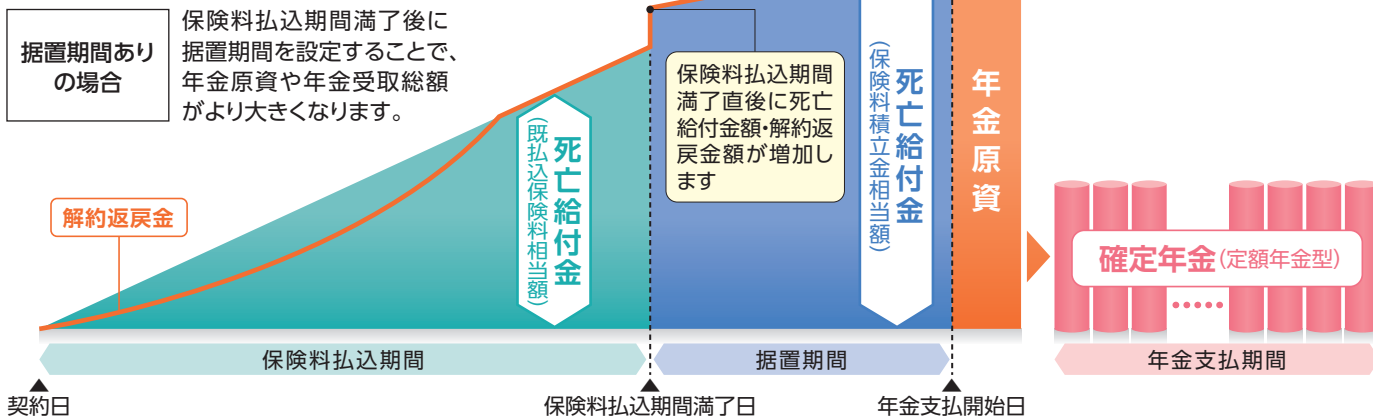 据置期間あり
の場合
保険料払込期間満了後に
据置期間を設定することで、
年金原資や年金受取総額
がより大きくなります。
解約返戻金
死亡給付金
(既払込保険料相当額)
保険料払込期間
満了直後に死亡
給付金額・解約返
戻金額が増加し
ます
死亡給付金
(保険料積立金相当額)
年金原資
確定年金(定額年金型)
•••••
保険料払込期間
据置期間
年金支払期間
契約日
保険料払込期間満了日
年金支払開始日